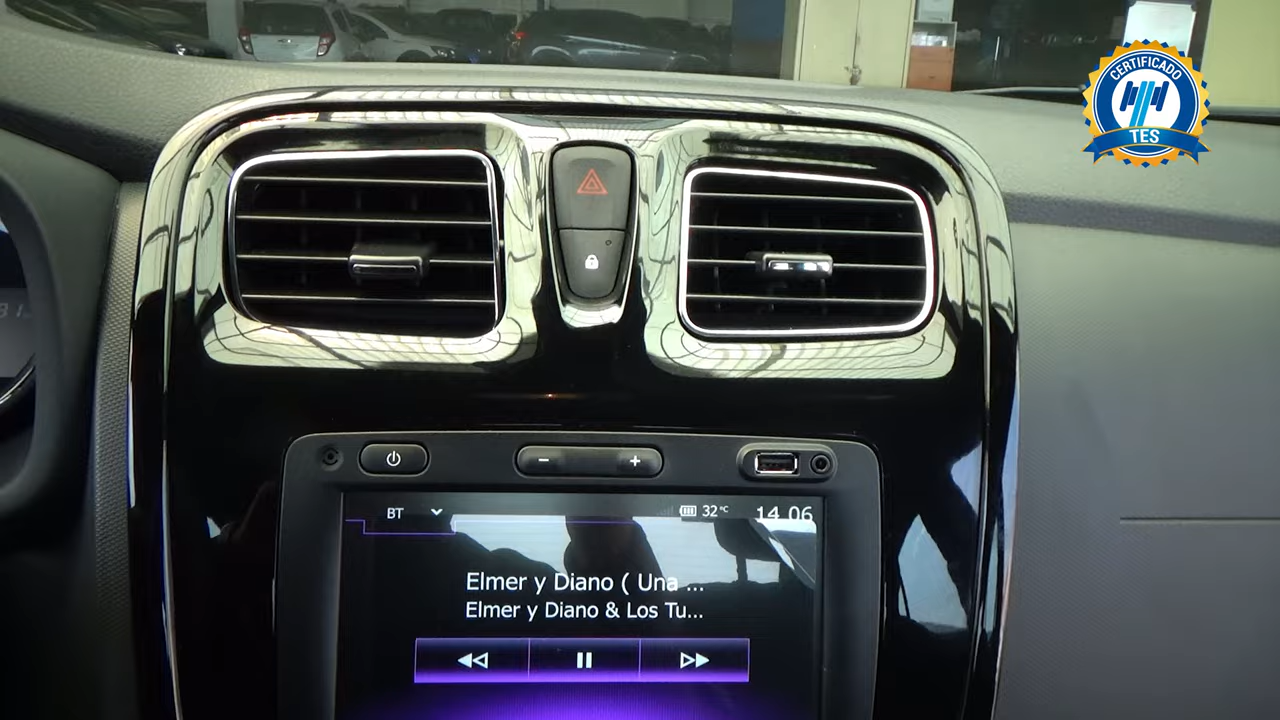 CERTIFICADO
TES
BT
32°C
14 06
Elmer y Diano ( Una ...
Elmer y Diano & Los Tu...